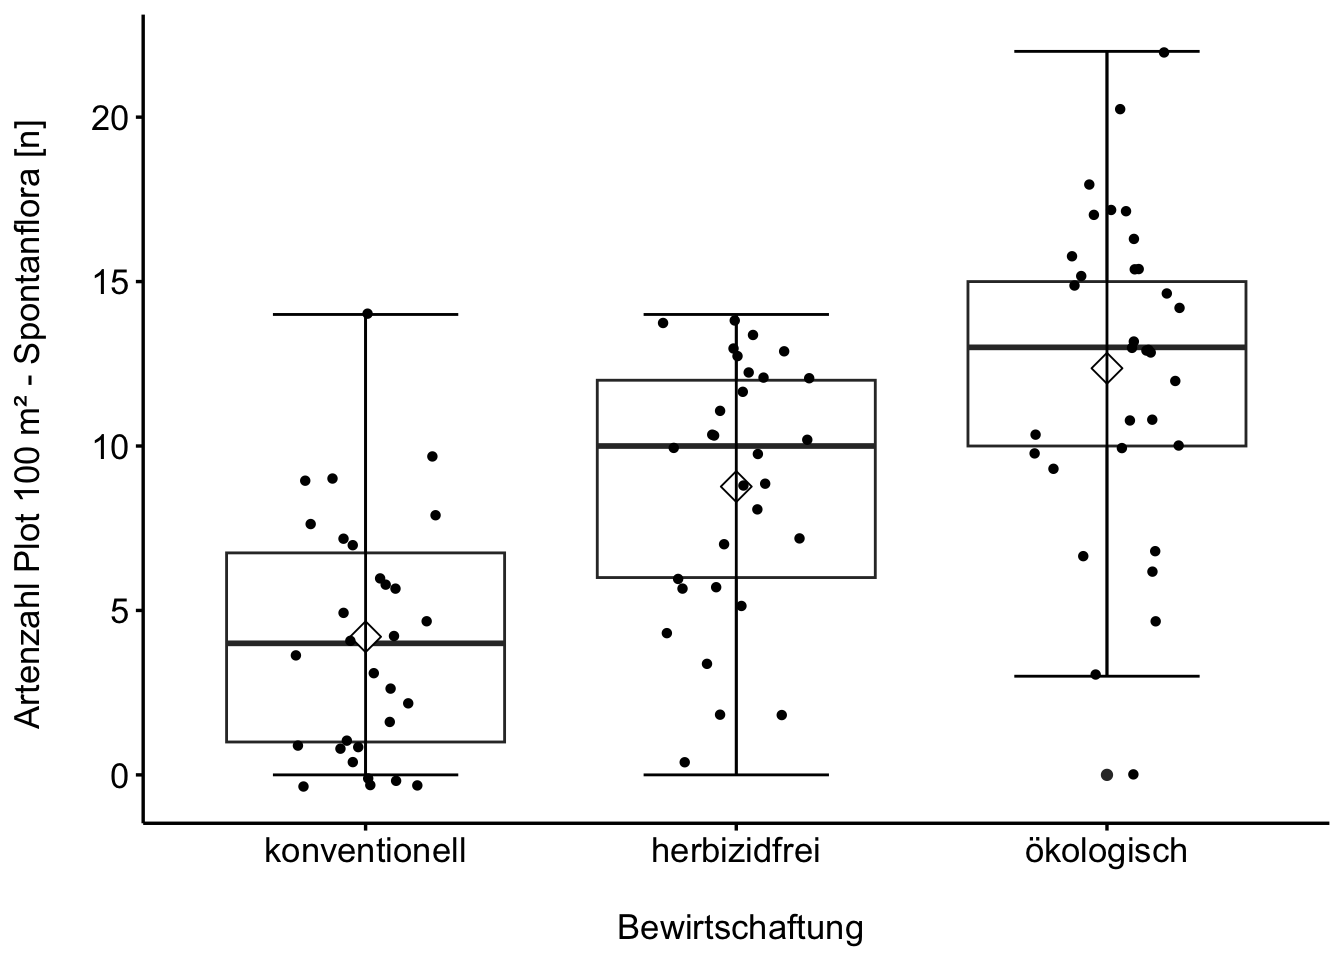 Artenzahl Plot 100 m² - Spontanflora [n]
20
15
10
5
0
konventionell herbizidfrei ökologisch
Bewirtschaftung